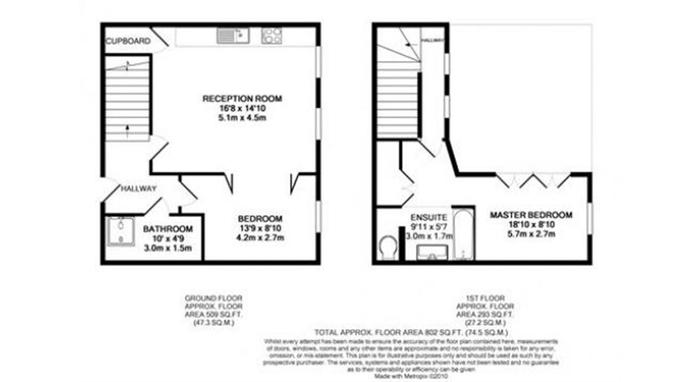 CUPBOARD
RECEPTION ROOM
16'8 x 14'10
5.1m x 4.5m
HALLWAY
BATHROOM
10' x 4'9
3.0m x 1.5m
BEDROOM
13'9 x 8'10
4.2m x 2.7m
HALLWAY
ENSUITE
9'11 x 5'7
3.0m x 1.7m
MASTER BEDROOM
18'10 x 8'10
5.7m x 2.7m
GROUND FLOOR
APPROX. FLOOR
AREA 509 SQ.FT.
(47.3 SQ.M.)
1ST FLOOR
APPROX. FLOOR
AREA 293 SQ.FT.
(27.2 SQ.M.)
TOTAL APPROX. FLOOR AREA 802 SQ.FT. (74.5 SQ.M.)
Whilst every attempt has been made to ensure the accuracy of the floor plan contained here, measurements
of doors, windows, rooms and any other items are approximate and no responsibility is taken for any error,
omission, or mis-statement. This plan is for illustrative purposes only and should be used as such by any
prospective purchaser. The services, systems and appliances shown have not been tested and no guarantee
as to their operability or efficiency can be given
Made with Metropix ©2010